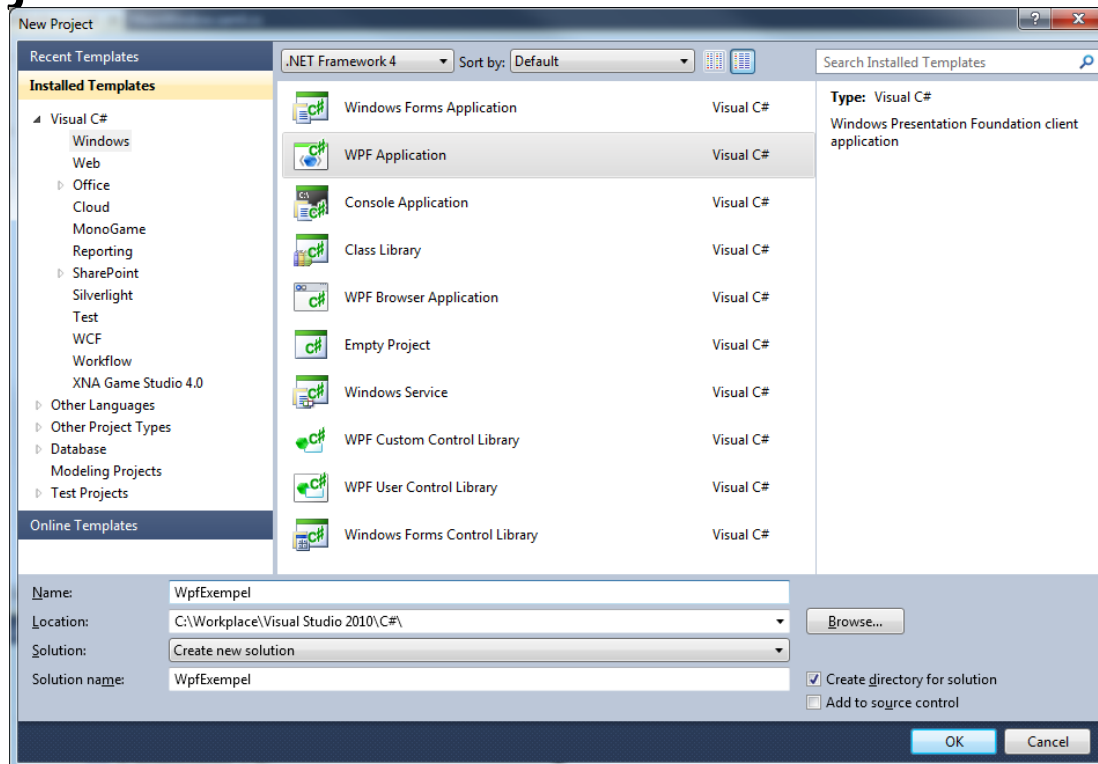 New Project
Recent Templates
Installed Templates
Visual C#
Windows
Web
Office
Cloud
MonoGame
Reporting
SharePoint
Silverlight
Test
WCF
Workflow
XNA Game Studio 4.0
Other Languages
Other Project Types
Database
Modeling Projects
Test Projects
Online Templates
.NET Framework 4 Sort by: Default
Windows Forms Application Visual C#
WPF Application Visual C#
Console Application Visual C#
Class Library Visual C#
WPF Browser Application Visual C#
Empty Project Visual C#
Windows Service Visual C#
WPF Custom Control Library Visual C#
WPF User Control Library Visual C#
Windows Forms Control Library Visual C#
Search Installed Templates
Type: Visual C#
Windows Presentation Foundation client
application
Name: WpfExempel
Location: C:\Workplace\Visual Studio 2010\C#\ Browse...
Solution: Create new solution
Solution name: WpfExempel Create directory for solution
Add to source control
OK Cancel